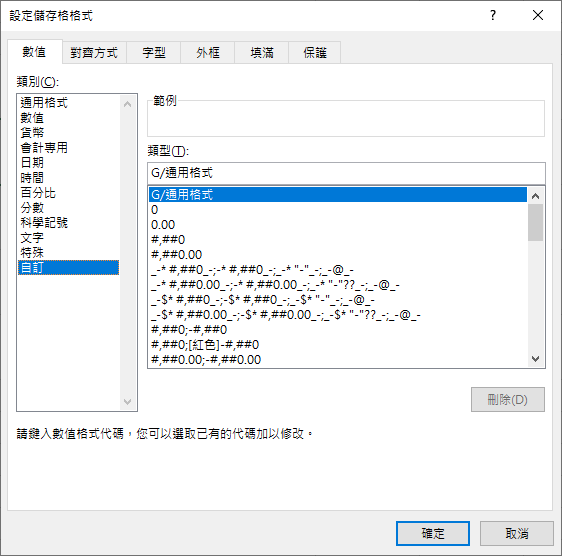 設定儲存格格式
?
數值 對齊方式 字型 外框 填滿 保護
類別(C):
通用格式
數值
貨幣
會計專用
日期
時間
百分比
分數
科學記號
文字
特殊
自訂
範例
類型(T):
G/通用格式
G/通用格式
0
0.00
#,##0
#,##0.00
_-* #,##0_-;-* #,##0_-;_-* "-"_-;_-@_-
_-* #,##0.00_-;-* #,##0.00_-;_-* "-"??_-;_-@_-
_-$* #,##0_-;-$* #,##0_-;_-$* "-"_-;_-@_-
_-$* #,##0.00_-;-$* #,##0.00_-;_-$* "-"??_-;_-@_-
#,##0;-#,##0
#,##0;[紅色]-#,##0
#,##0.00;-#,##0.00
刪除(D)
請鍵入數值格式代碼，您可以選取已有的代碼加以修改。
確定 取消